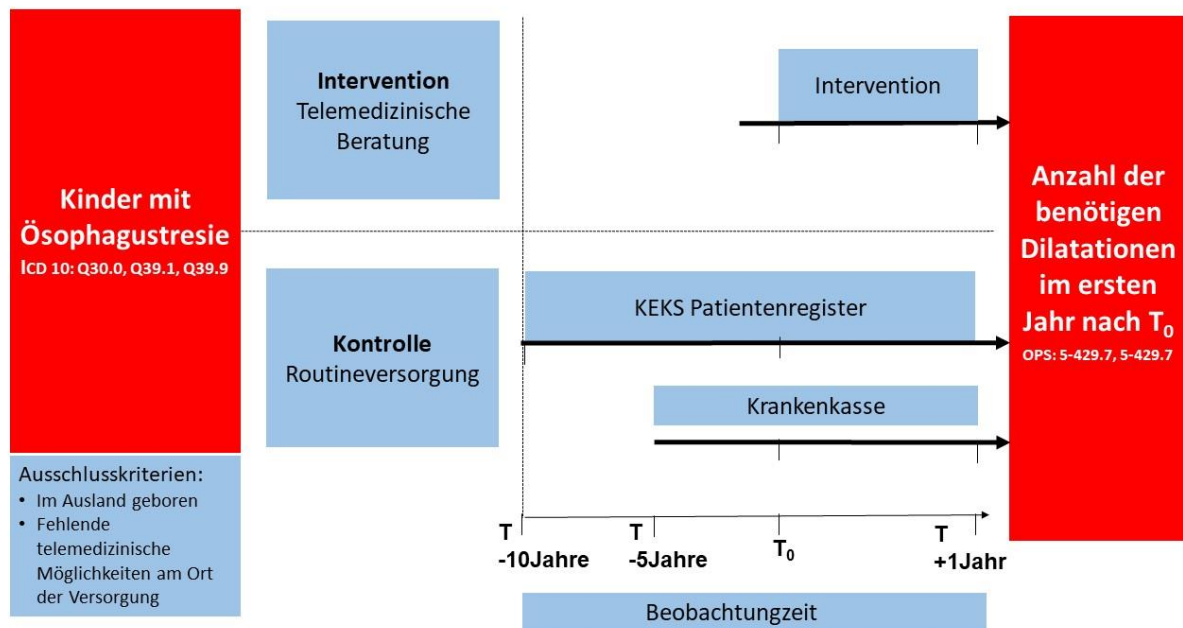 Kinder mit
Ösophagustresie
ICD 10: Q30.0, Q39.1, Q39.9
Ausschlusskriterien:
• Im Ausland geboren
• Fehlende
telemedizinische
Möglichkeiten am Ort
der Versorgung
Intervention
Telemedizinische
Beratung
Kontrolle
Routineversorgung
Intervention
KEKS Patientenregister
Krankenkasse
T
-10Jahre
T
-5Jahre
T₀
T
+1Jahr
Beobachtungzeit
Anzahl der
benötigen
Dilatationen
im ersten
Jahr nach T₀
OPS: 5-429.7, 5-429.7